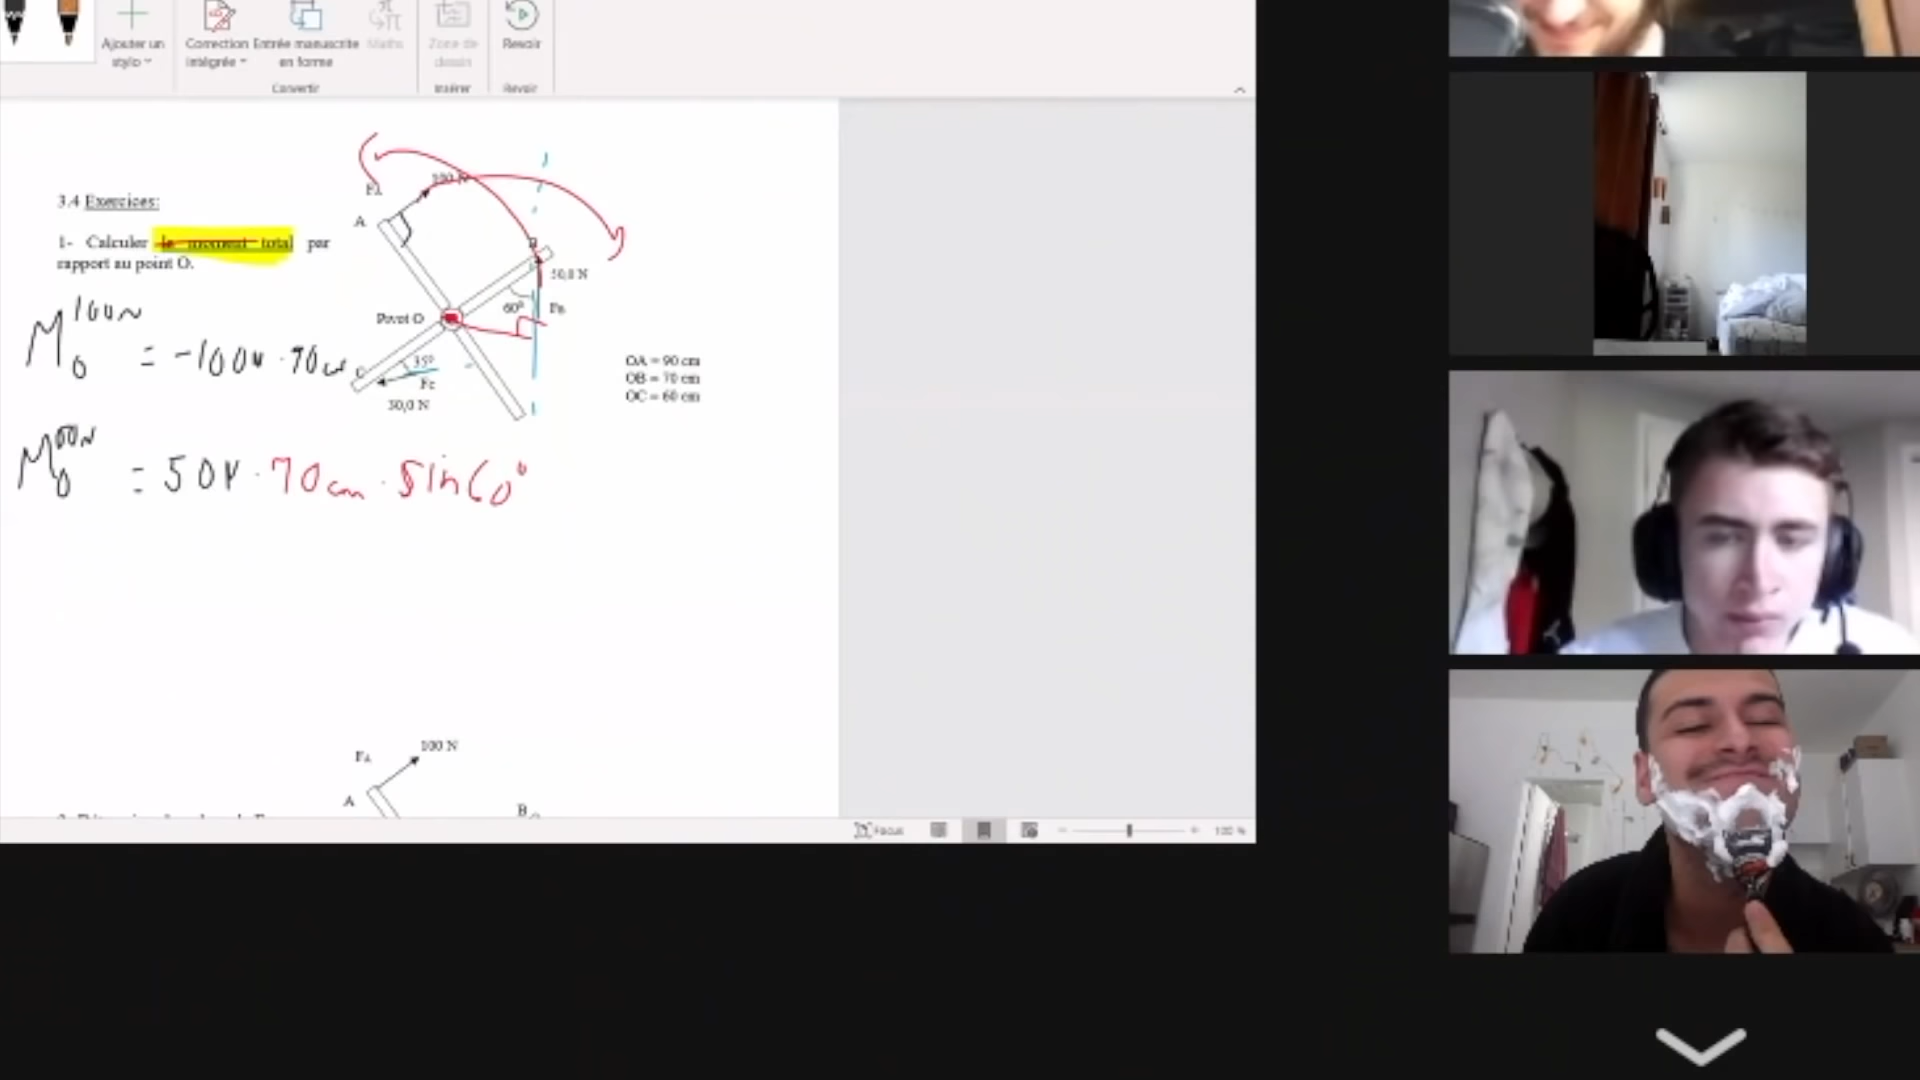 Ajouter un
stylo
Correction
intégrée
Entrée manuscrite
en forme
Maths
Zone de
dessin
Revoir
Convertir
Insérer
Revoir
3.4 Exercices:
1- Calculer le moment total par
rapport au point O.
FA
100 N
A
B
50,0 N
60°
FB
Pivot O
C
35°
FC
30,0 N
OA = 90 cm
OB = 70 cm
OC = 60 cm
M 100N
O = -100N · 90cm
M 50N
O = 50N · 70cm · sin60°
FA
100 N
A
B
Focus
100 %